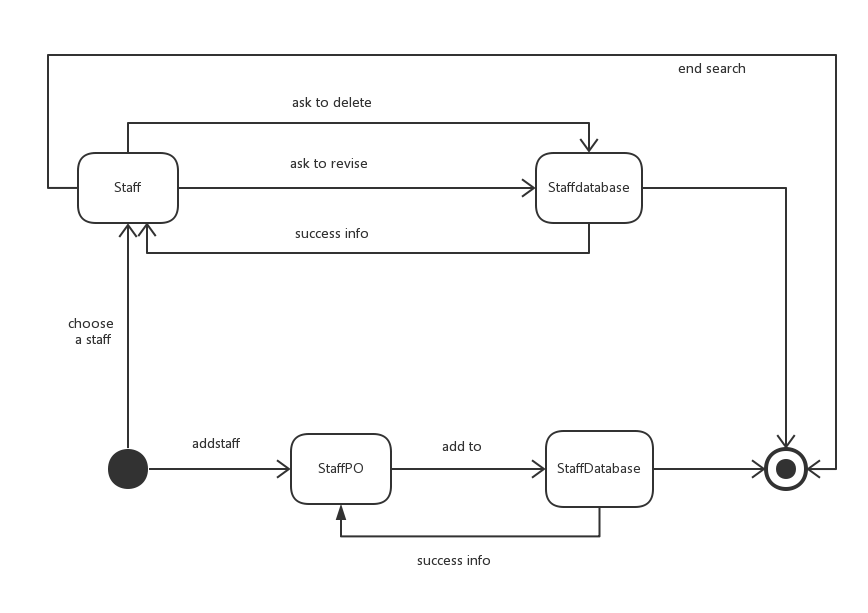 end search
ask to delete
ask to revise
Staff
Staffdatabase
success info
choose
a staff
addstaff
add to
StaffPO
StaffDatabase
success info